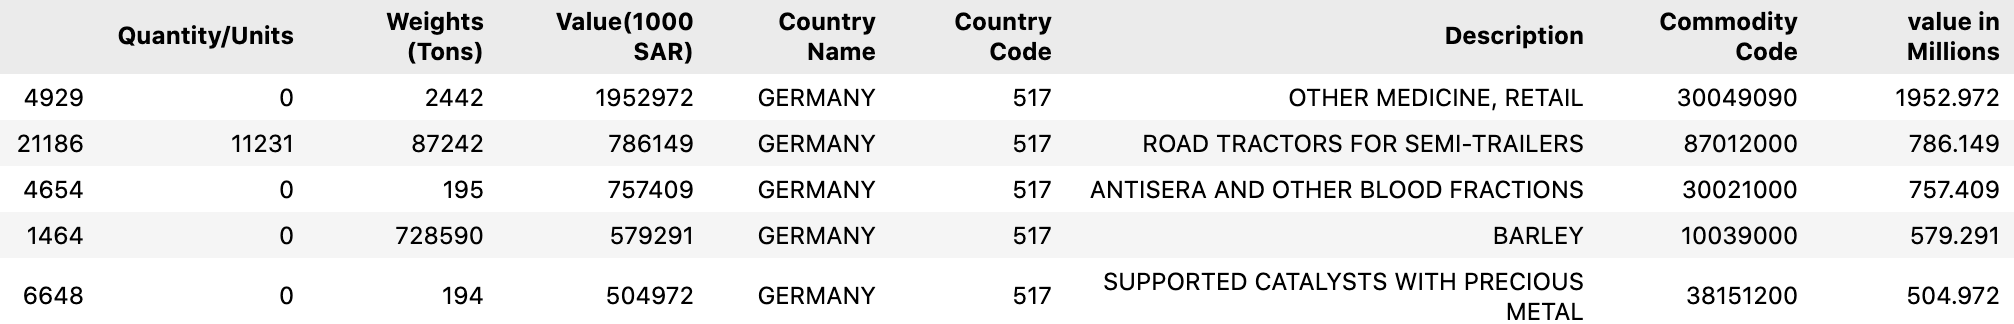 Quantity/Units Weights (Tons) Value(1000 SAR) Country Name Country Code Description Commodity Code value in Millions
4929 0 2442 1952972 GERMANY 517 OTHER MEDICINE, RETAIL 30049090 1952.972
21186 11231 87242 786149 GERMANY 517 ROAD TRACTORS FOR SEMI-TRAILERS 87012000 786.149
4654 0 195 757409 GERMANY 517 ANTISERA AND OTHER BLOOD FRACTIONS 30021000 757.409
1464 0 728590 579291 GERMANY 517 BARLEY 10039000 579.291
6648 0 194 504972 GERMANY 517 SUPPORTED CATALYSTS WITH PRECIOUS METAL 38151200 504.972